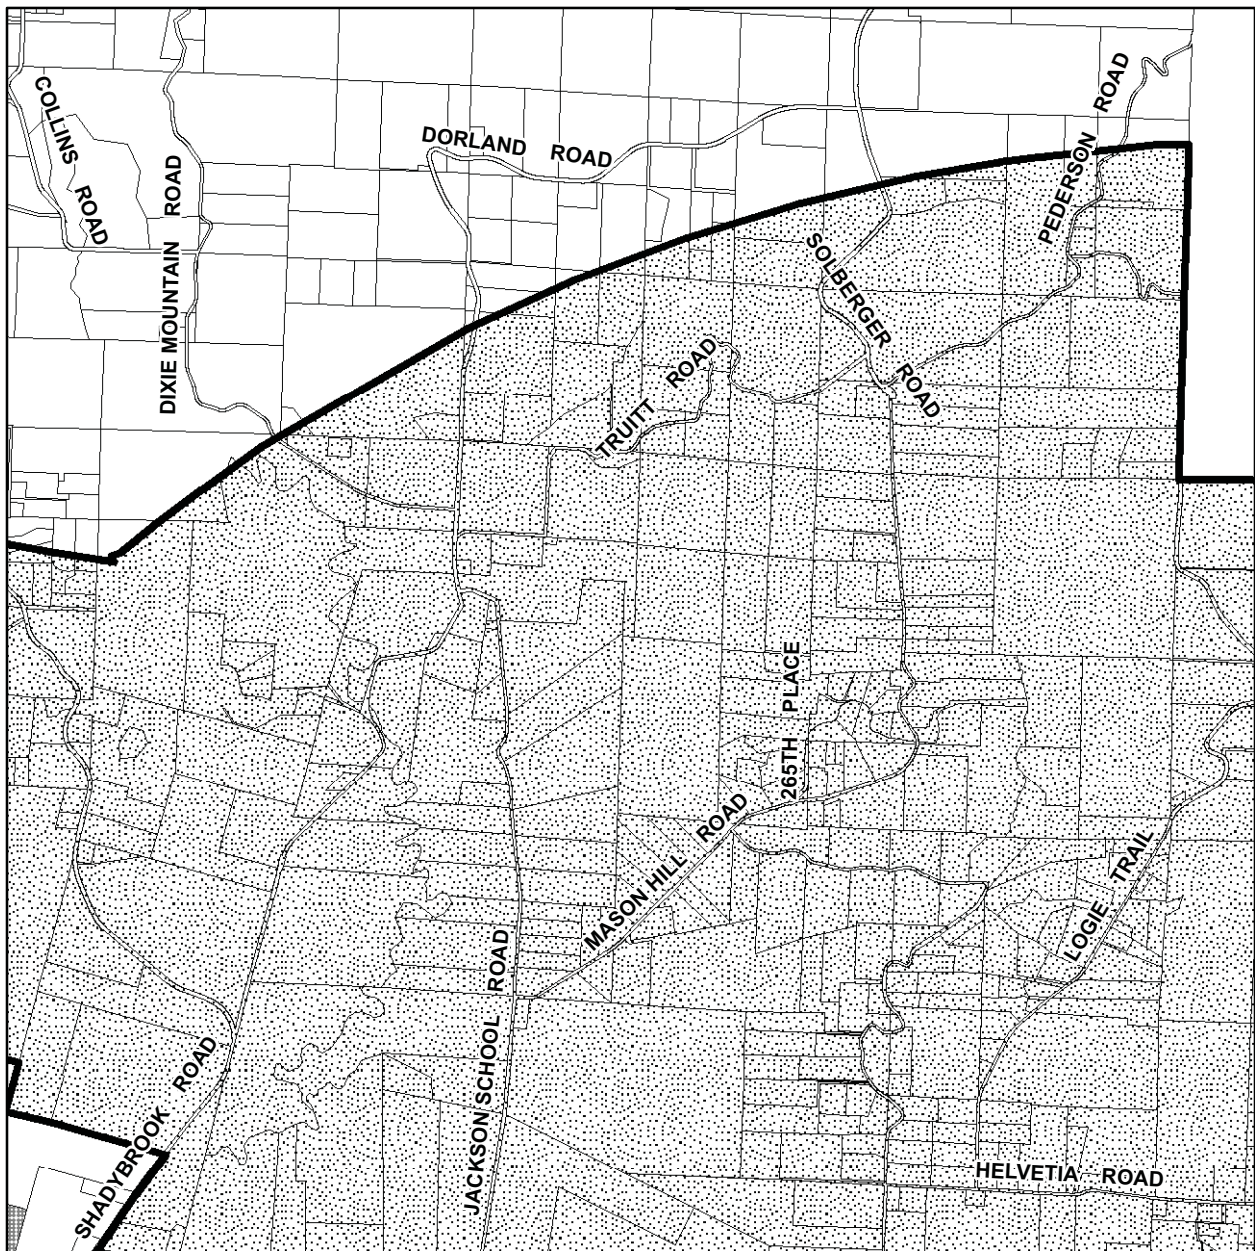 COLLINS ROAD
DIXIE MOUNTAIN ROAD
DORLAND ROAD
PEDERSON ROAD
SOLBERGER ROAD
TRUITT ROAD
265TH PLACE
MASON HILL ROAD
LOGIE TRAIL
JACKSON SCHOOL ROAD
SHADYBROOK ROAD
HELVETIA ROAD